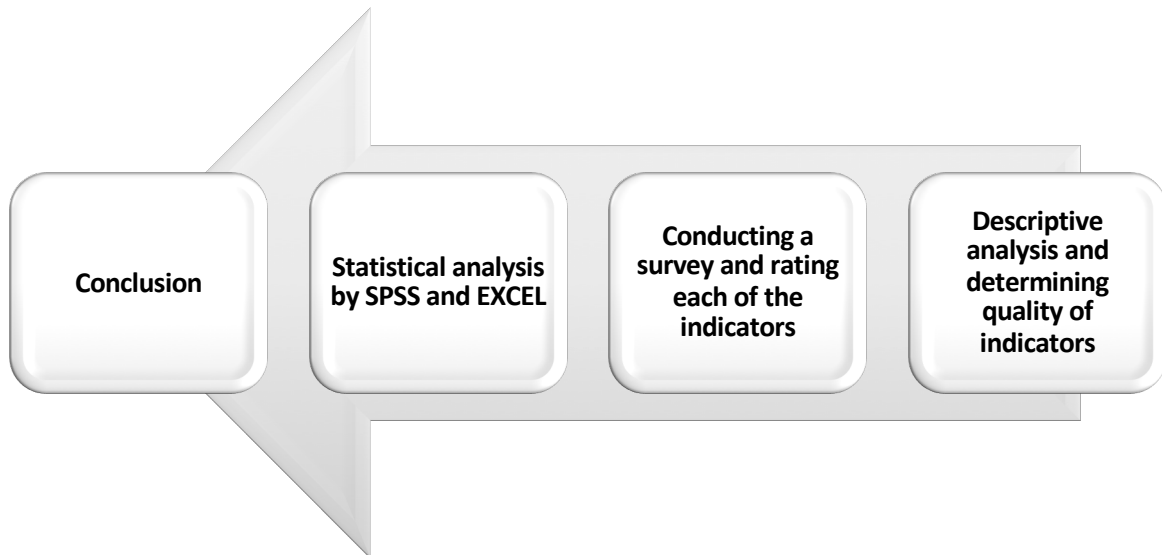 Conclusion
Statistical analysis
by SPSS and EXCEL
Conducting a
survey and rating
each of the
indicators
Descriptive
analysis and
determining
quality of
indicators